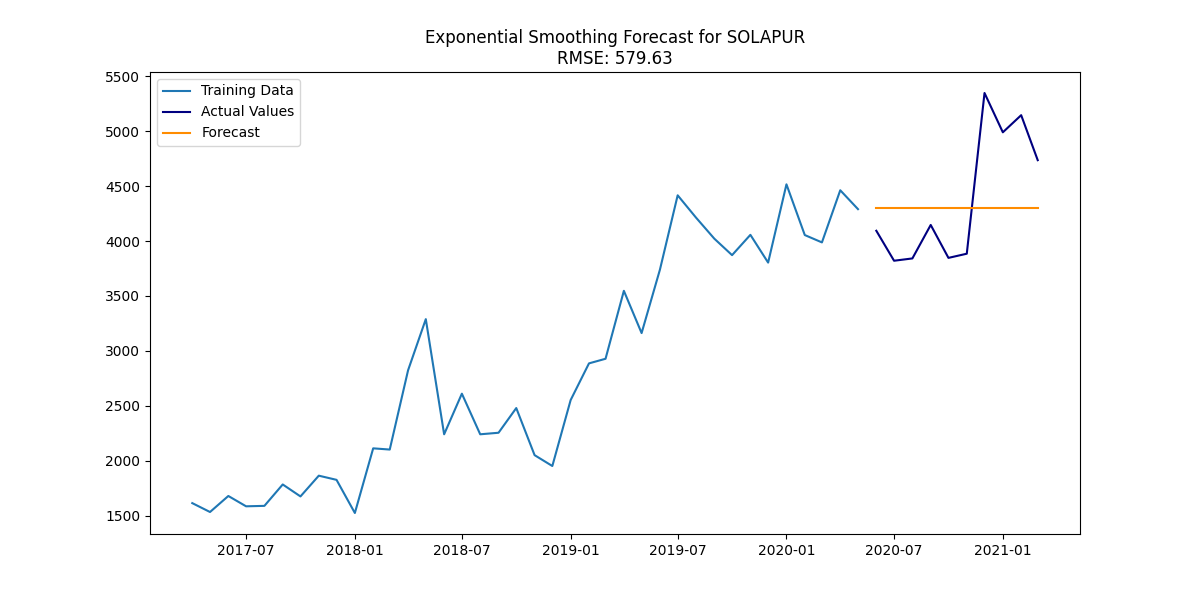 Exponential Smoothing Forecast for SOLAPUR
RMSE: 579.63
Training Data
Actual Values
Forecast
5500
5000
4500
4000
3500
3000
2500
2000
1500
2017-07 2018-01 2018-07 2019-01 2019-07 2020-01 2020-07 2021-01